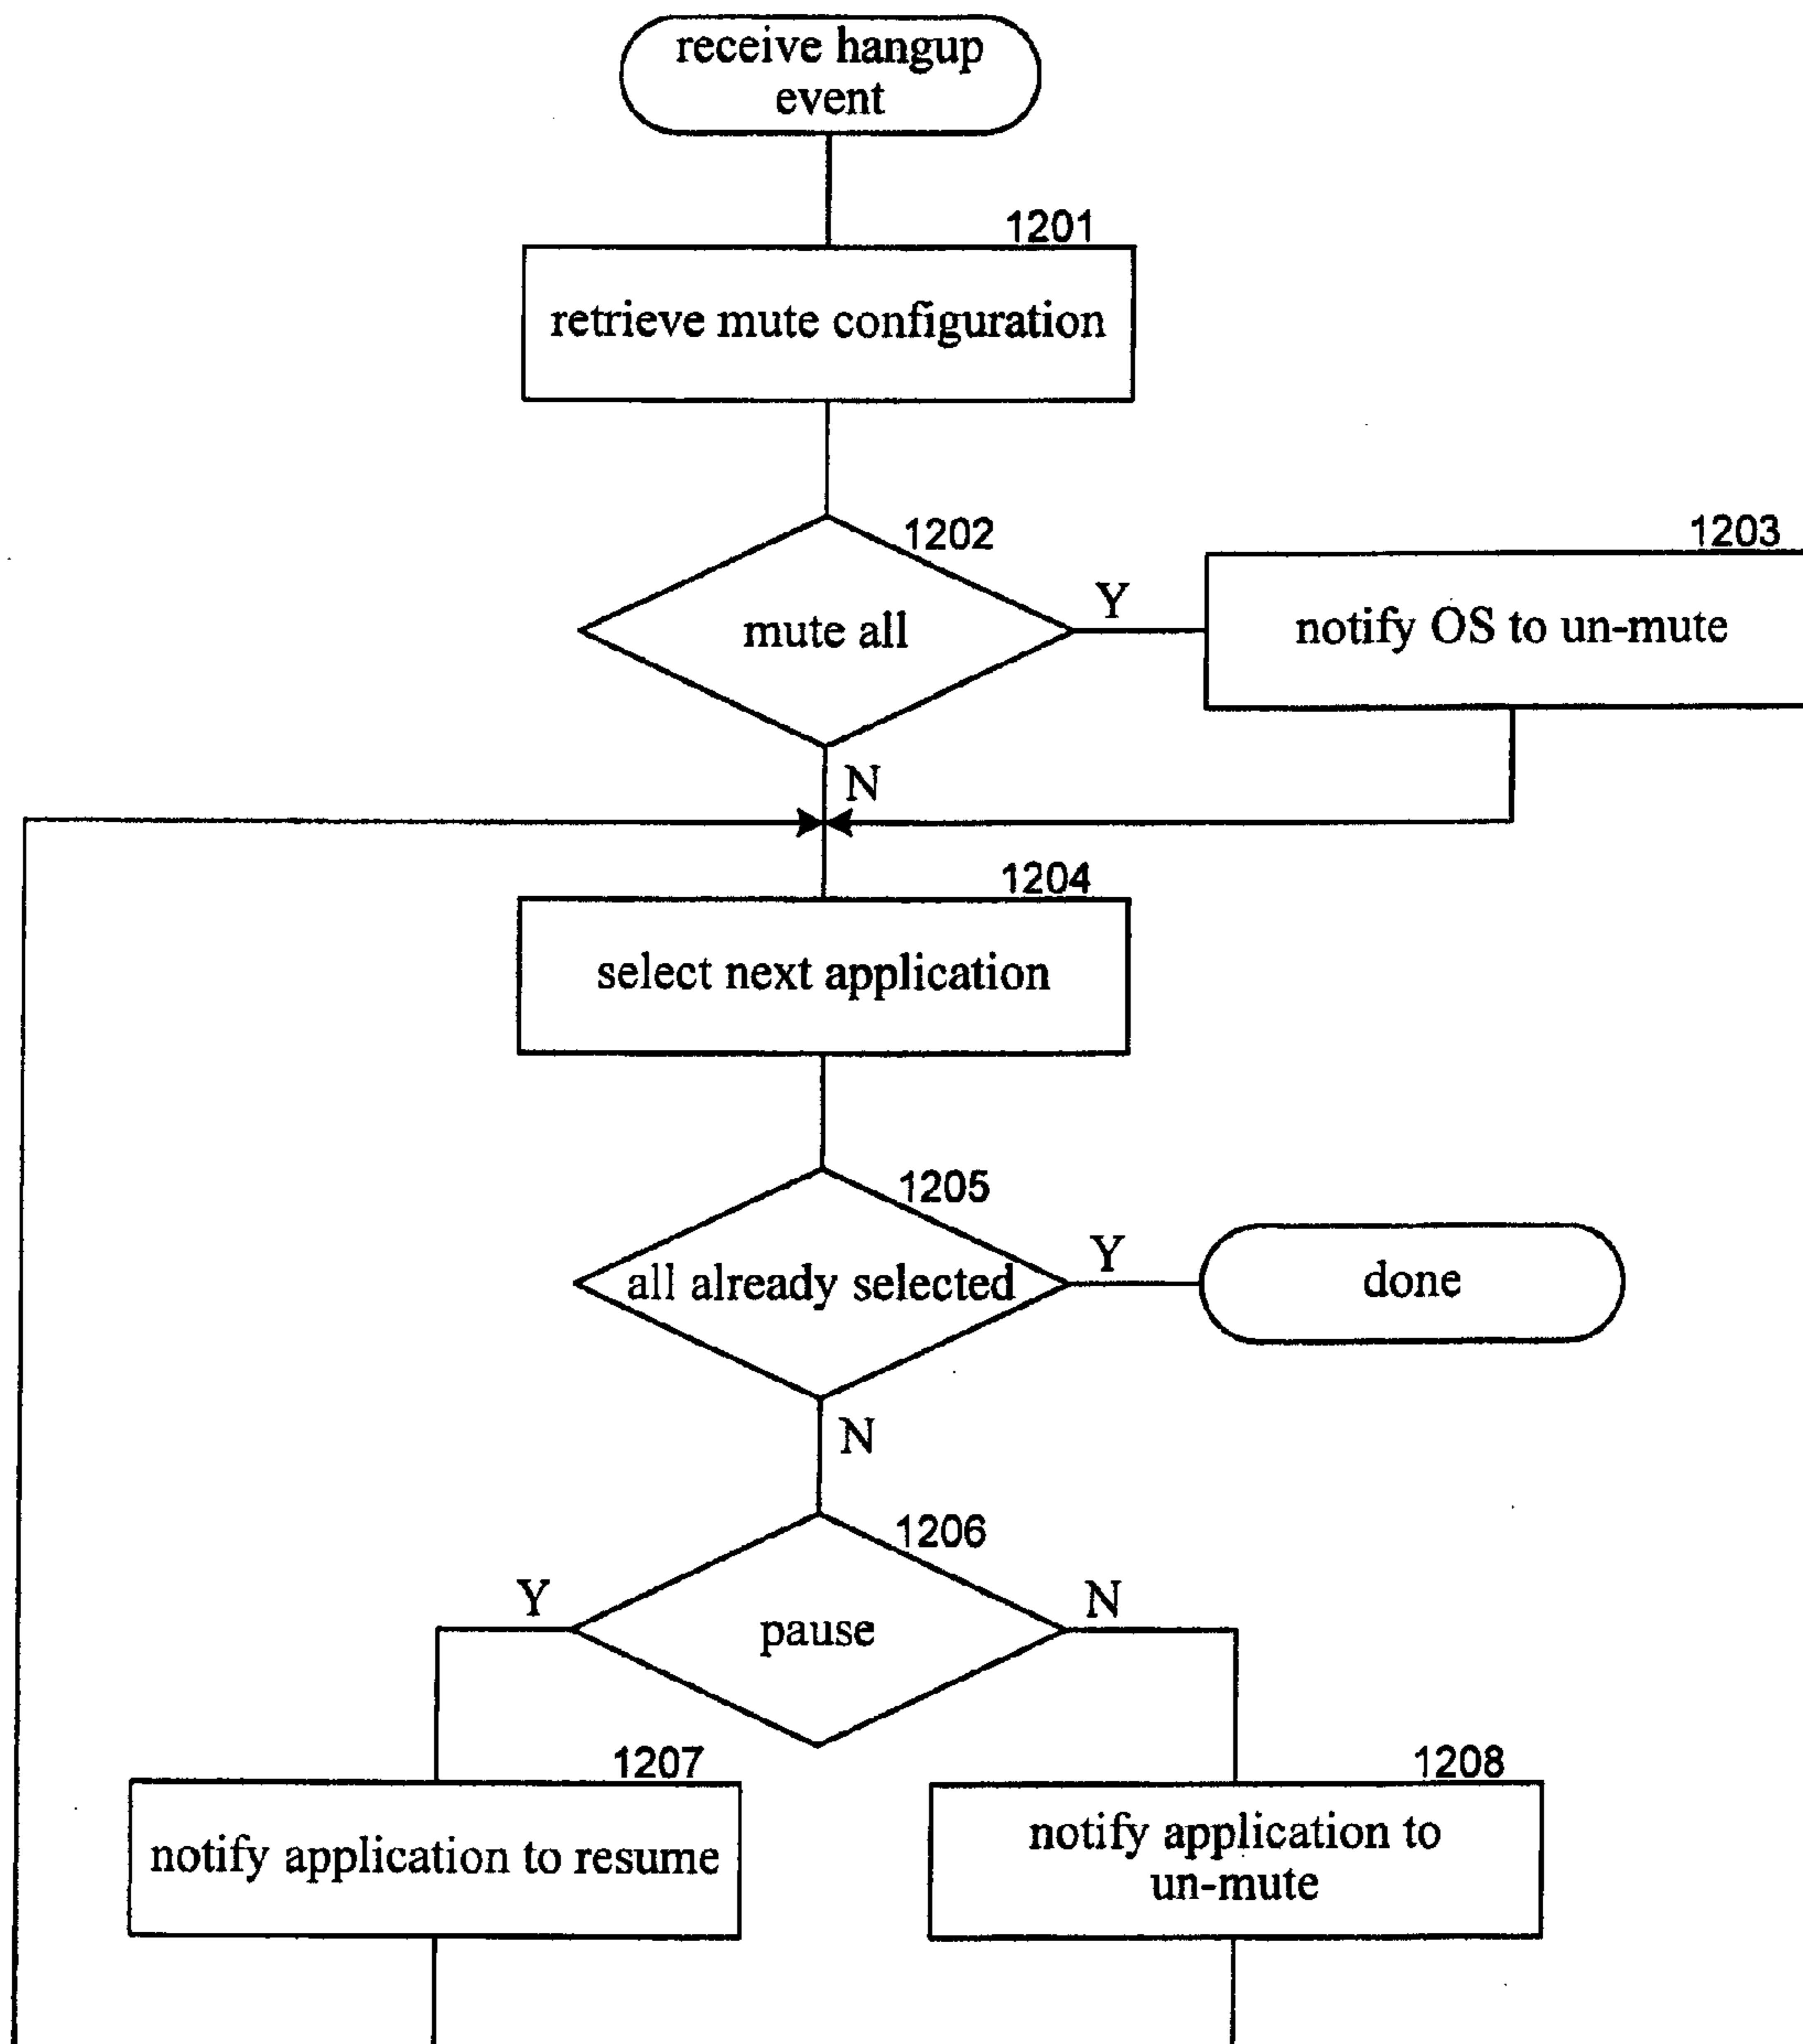 receive hangup
event
1201
retrieve mute configuration
1202
mute all
Y
1203
notify OS to un-mute
N
1204
select next application
1205
all already selected
Y
done
N
1206
pause
Y
N
1207
notify application to resume
1208
notify application to
un-mute